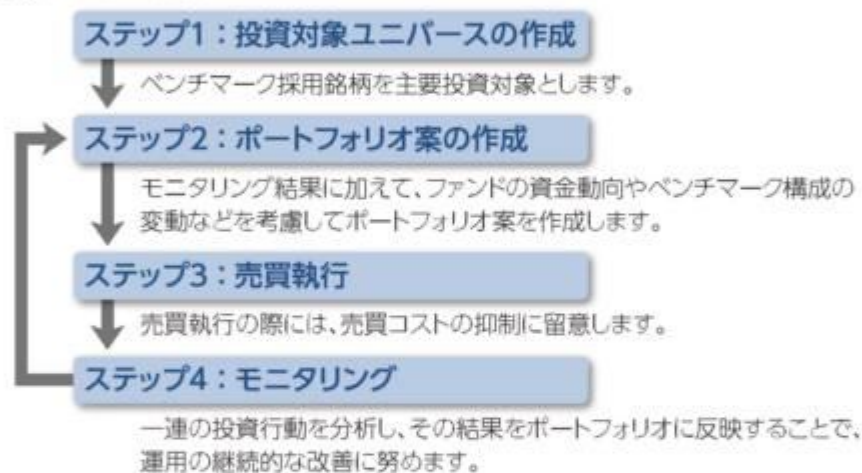 ステップ1：投資対象ユニバースの作成
ベンチマーク採用銘柄を主要投資対象とします。
ステップ2：ポートフォリオ案の作成
モニタリング結果に加えて、ファンドの資金動向やベンチマーク構成の
変動などを考慮してポートフォリオ案を作成します。
ステップ3：売買執行
売買執行の際には、売買コストの抑制に留意します。
ステップ4：モニタリング
一連の投資行動を分析し、その結果をポートフォリオに反映することで、
運用の継続的な改善に努めます。